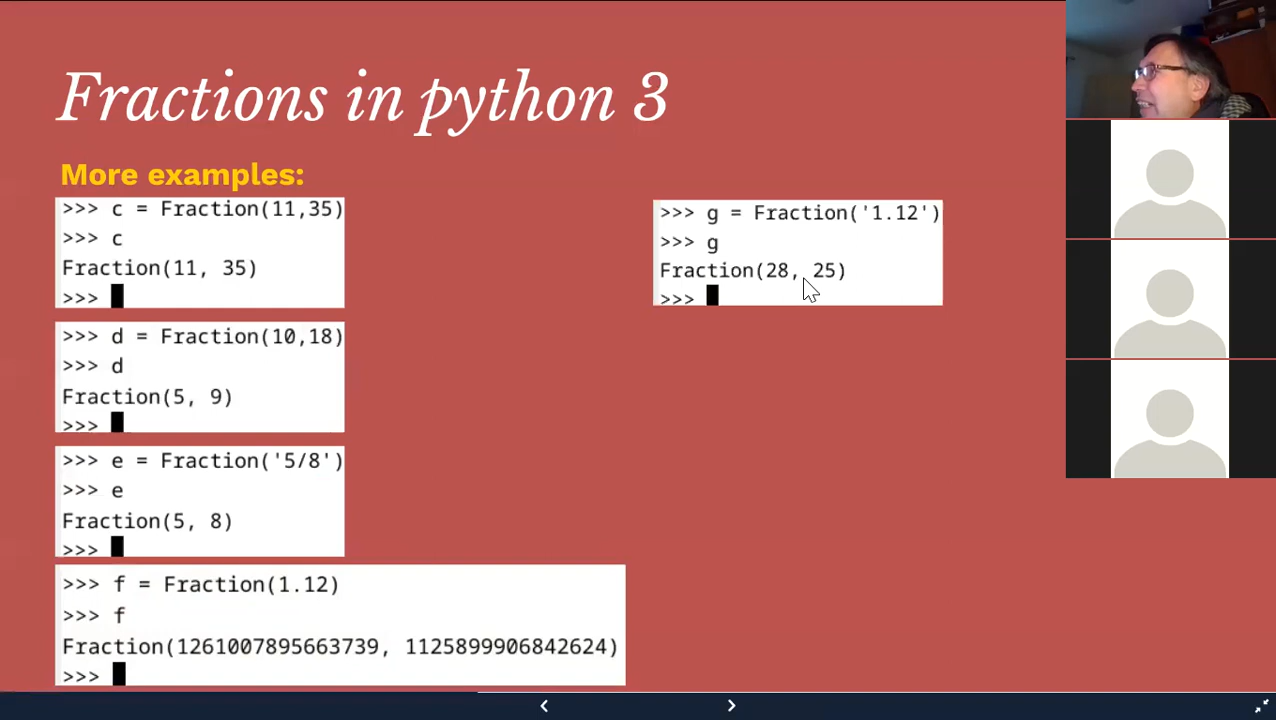 Fractions in python 3
More examples:
>>> c = Fraction(11,35)
>>> c
Fraction(11, 35)
>>>
>>> d = Fraction(10,18)
>>> d
Fraction(5, 9)
>>>
>>> e = Fraction('5/8')
>>> e
Fraction(5, 8)
>>>
>>> f = Fraction(1.12)
>>> f
Fraction(1261007895663739, 1125899906842624)
>>>
>>> g = Fraction('1.12')
>>> g
Fraction(28, 25)
>>>